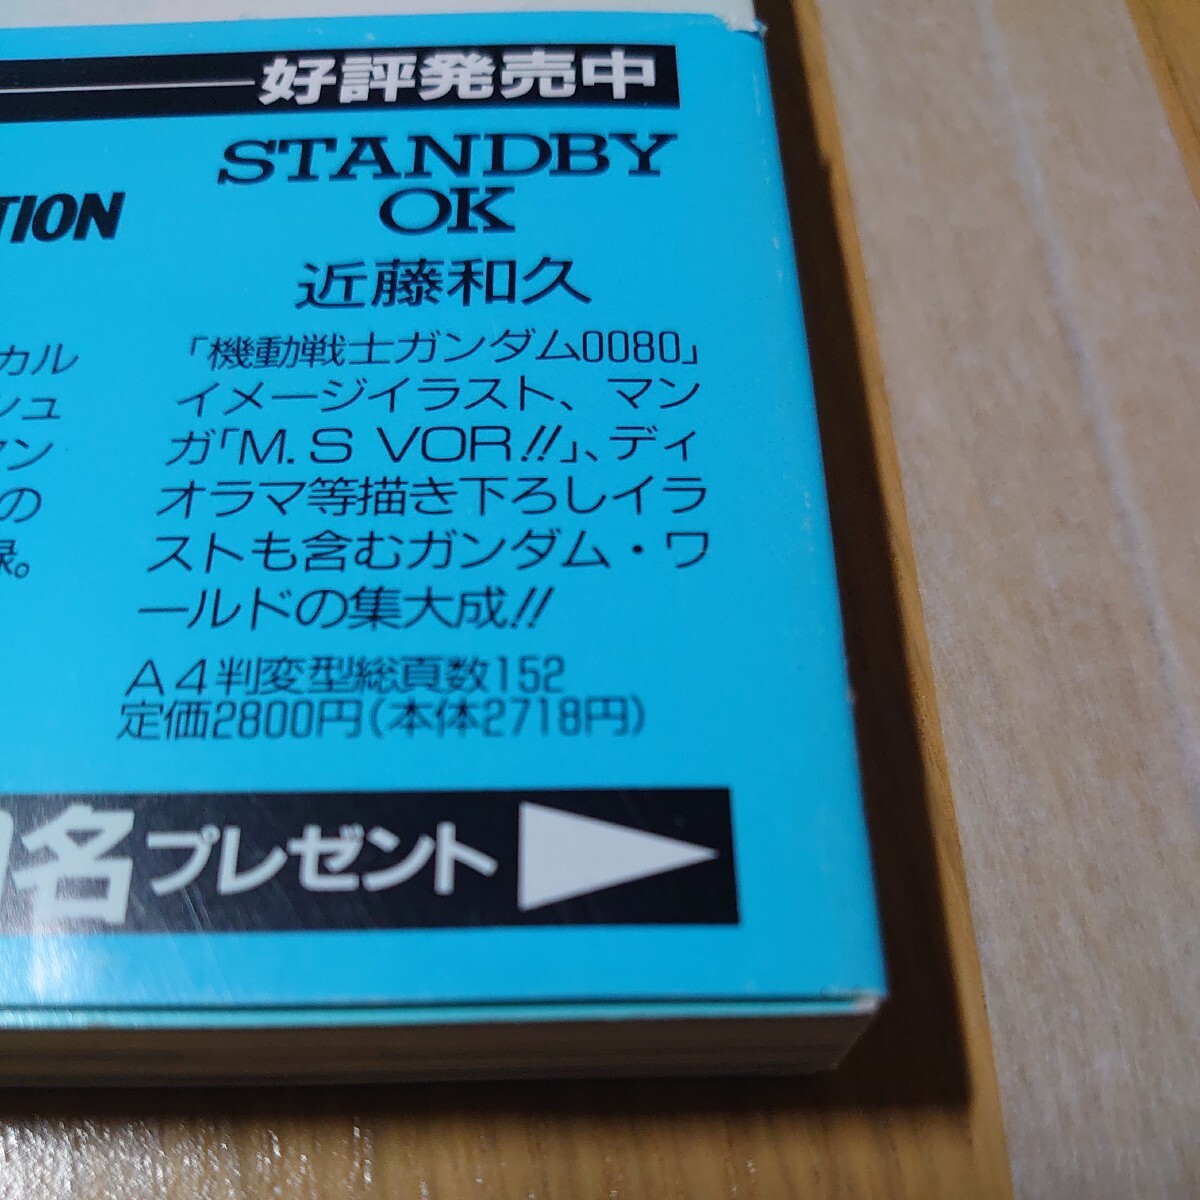 好評発売中
TION
カル
シュ
ン
の
録。
STANDBY
OK
近藤和久
「機動戦士ガンダム0080」
イメージイラスト、マン
ガ「M.S VOR!!」、ディ
オラマ等描き下ろしイラ
ストも含むガンダム・ワ
ールドの集大成!!
A4判変型総頁数152
定価2800円(本体2718円)
名プレゼント